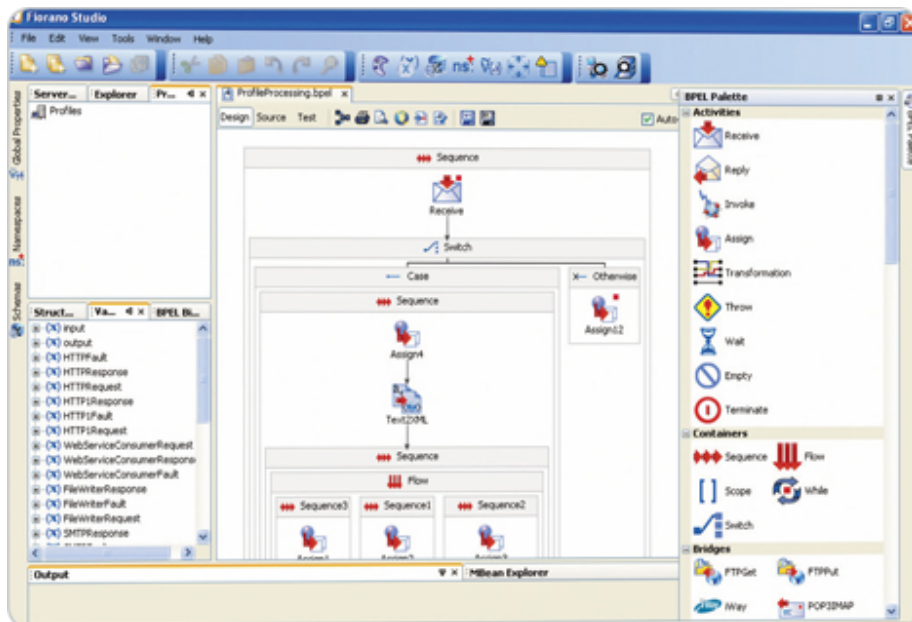 Fiorano Studio
File Edit View Tools Window Help
Server... Explorer Pr...
Profiles
Global Properties
Namespaces
Schemas
Struct... Va... BPEL Bi...
input
output
HTTPFault
HTTPResponse
HTTPRequest
HTTP1Response
HTTP1Fault
HTTP1Request
WebServiceConsumerRequest
WebServiceConsumerRespons
WebServiceConsumerFault
FileWriterResponse
FileWriterFault
FileWriterRequest
SMTPResponse
ProfileProcessing.bpel
Design Source Test
Auto
Sequence
Receive
Switch
Case
Otherwise
Sequence
Assign12
Assign4
Text2XML
Sequence
Flow
Sequence3 Sequence1 Sequence2
Assign1 Assign2 Assign3
BPEL Palette
Activities
Receive
Reply
Invoke
Assign
Transformation
Throw
Wait
Empty
Terminate
Containers
Sequence Flow
Scope While
Switch
Bridges
FTPGet FTPPut
iWay POP3IMAP
Output
MBean Explorer